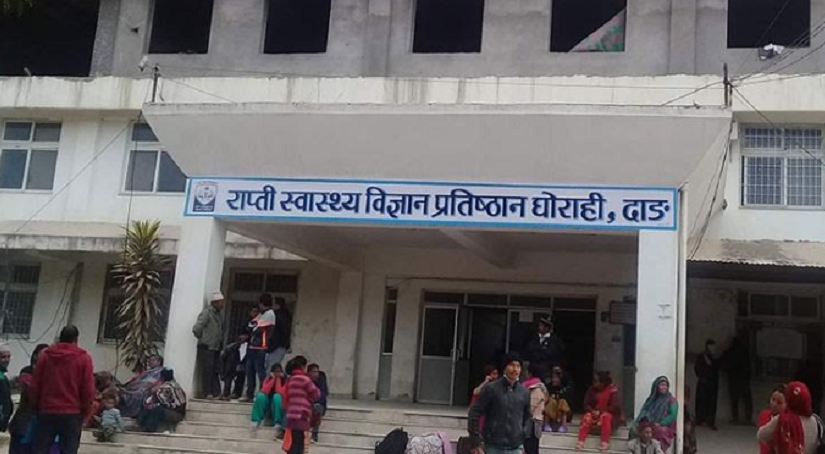 राप्ती स्वास्थ्य विज्ञान प्रतिष्ठान घोराही, दाङ